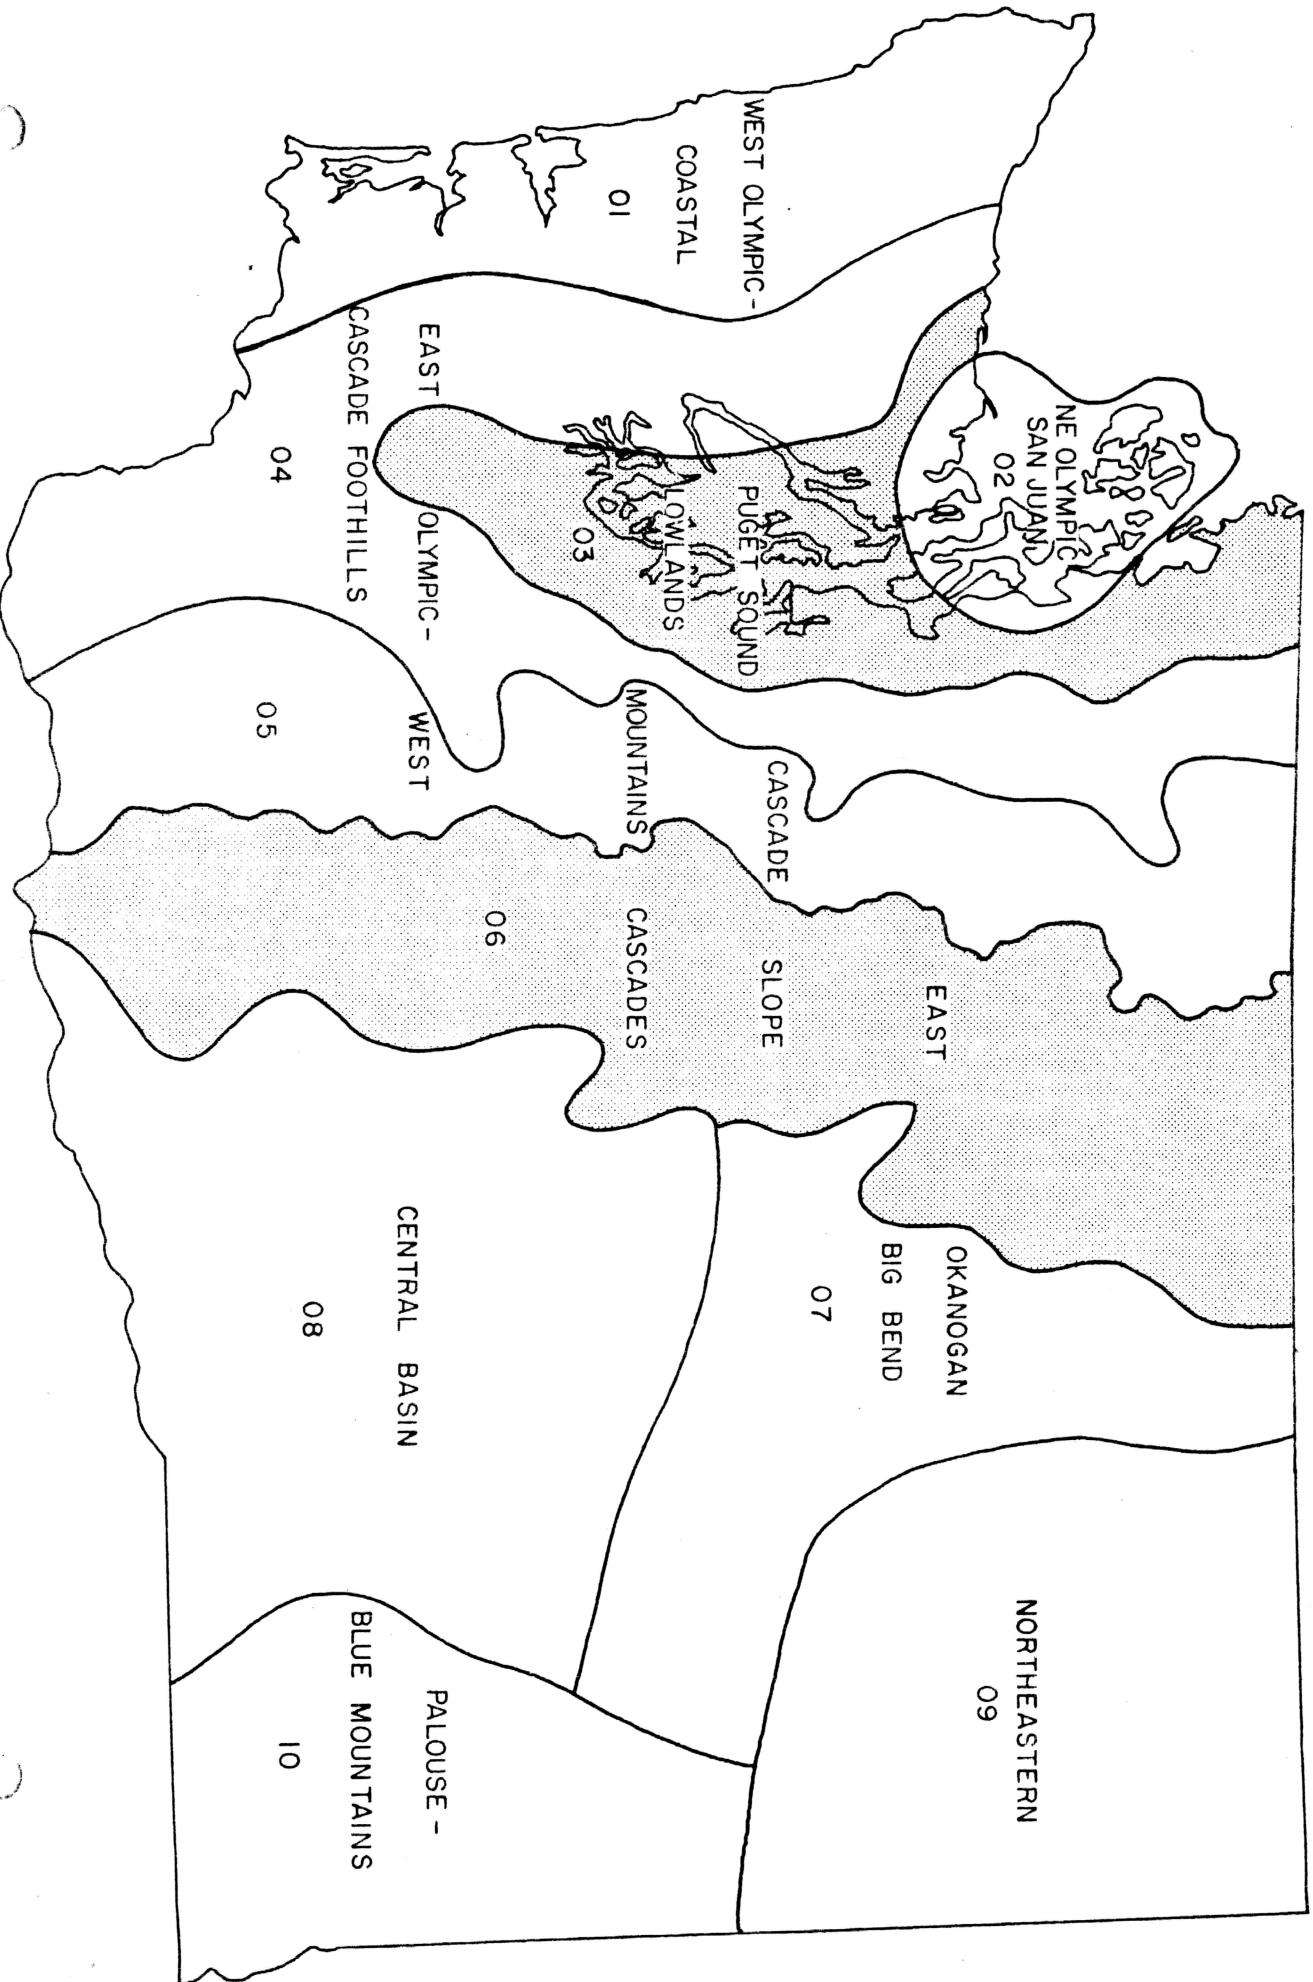 WEST OLYMPIC-
COASTAL
01
NE OLYMPIC
SAN JUAN
02
PUGET SOUND
LOWLANDS
03
EAST OLYMPIC-
CASCADE FOOTHILLS
04
WEST
CASCADE
MOUNTAINS
05
EAST
SLOPE
CASCADES
06
OKANOGAN
BIG BEND
07
CENTRAL BASIN
08
NORTHEASTERN
09
PALOUSE-
BLUE MOUNTAINS
10